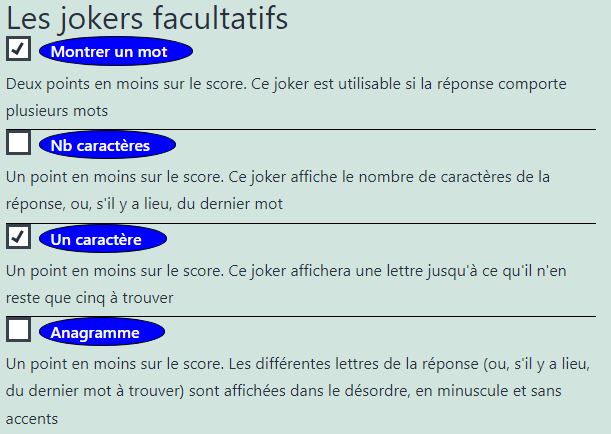 Les jokers facultatifs
Montrer un mot
Deux points en moins sur le score. Ce joker est utilisable si la réponse comporte
plusieurs mots
Nb caractères
Un point en moins sur le score. Ce joker affiche le nombre de caractères de la
réponse, ou, s'il y a lieu, du dernier mot
Un caractère
Un point en moins sur le score. Ce joker affichera une lettre jusqu'à ce qu'il n'en
reste que cinq à trouver
Anagramme
Un point en moins sur le score. Les différentes lettres de la réponse (ou, s'il y a lieu,
du dernier mot à trouver) sont affichées dans le désordre, en minuscule et sans
accents